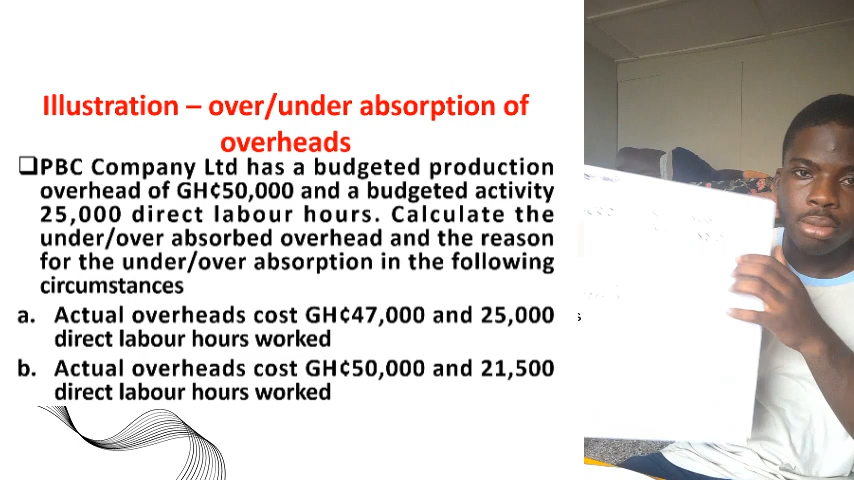 Illustration – over/under absorption of
overheads
❑PBC Company Ltd has a budgeted production
overhead of GH¢50,000 and a budgeted activity
25,000 direct labour hours. Calculate the
under/over absorbed overhead and the reason
for the under/over absorption in the following
circumstances
a. Actual overheads cost GH¢47,000 and 25,000
direct labour hours worked
b. Actual overheads cost GH¢50,000 and 21,500
direct labour hours worked
s